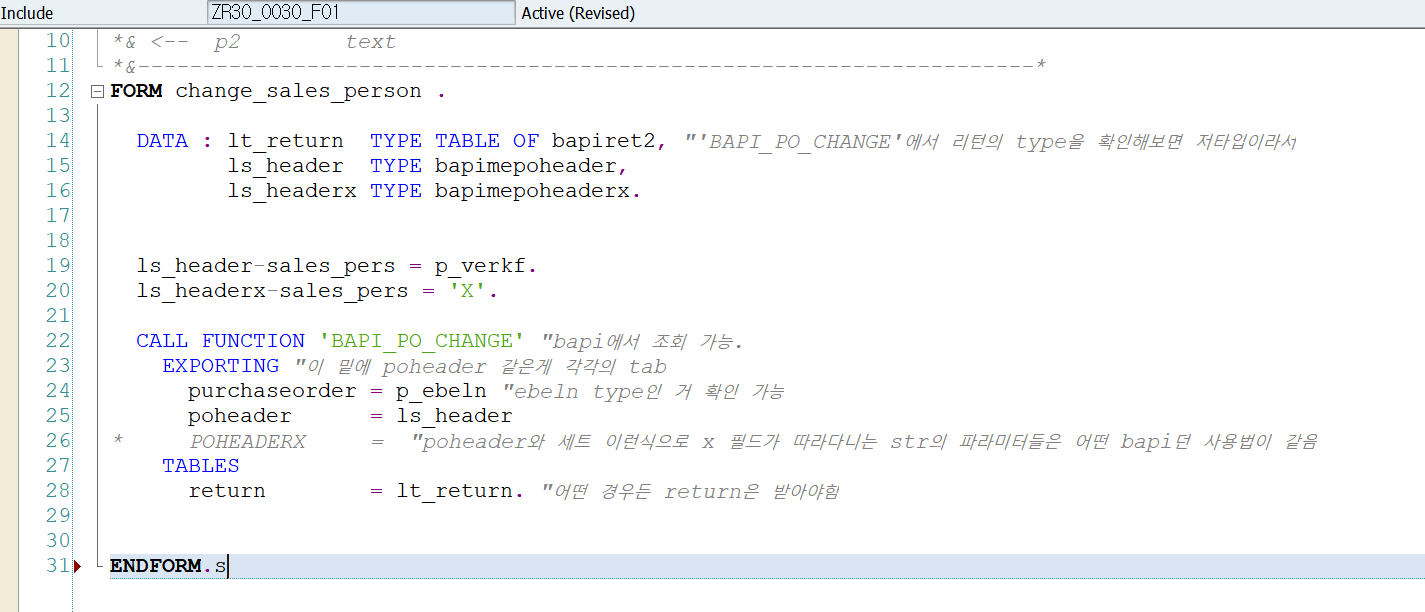 Include ZR30_0030_F01 Active (Revised)
10 *& <-- p2 text
11 *&---------------------------------------------------------------------*
12 FORM change_sales_person .
13
14 DATA : lt_return TYPE TABLE OF bapiret2, "'BAPI_PO_CHANGE'에서 리턴의 type을 확인해보면 저타입이라서
15 ls_header TYPE bapimepoheader,
16 ls_headerx TYPE bapimepoheaderx.
17
18
19 ls_header-sales_pers = p_verkf.
20 ls_headerx-sales_pers = 'X'.
21
22 CALL FUNCTION 'BAPI_PO_CHANGE' "bapi에서 조회 가능.
23 EXPORTING "이 밑에 poheader 같은게 각각의 tab
24 purchaseorder = p_ebeln "ebeln type인 거 확인 가능
25 poheader = ls_header
26 * POHEADERX = "poheader와 세트 이런식으로 x 필드가 따라다니는 str의 파라미터들은 어떤 bapi던 사용법이 같음
27 TABLES
28 return = lt_return. "어떤 경우든 return은 받아야힘
29
30
31 ENDFORM.s